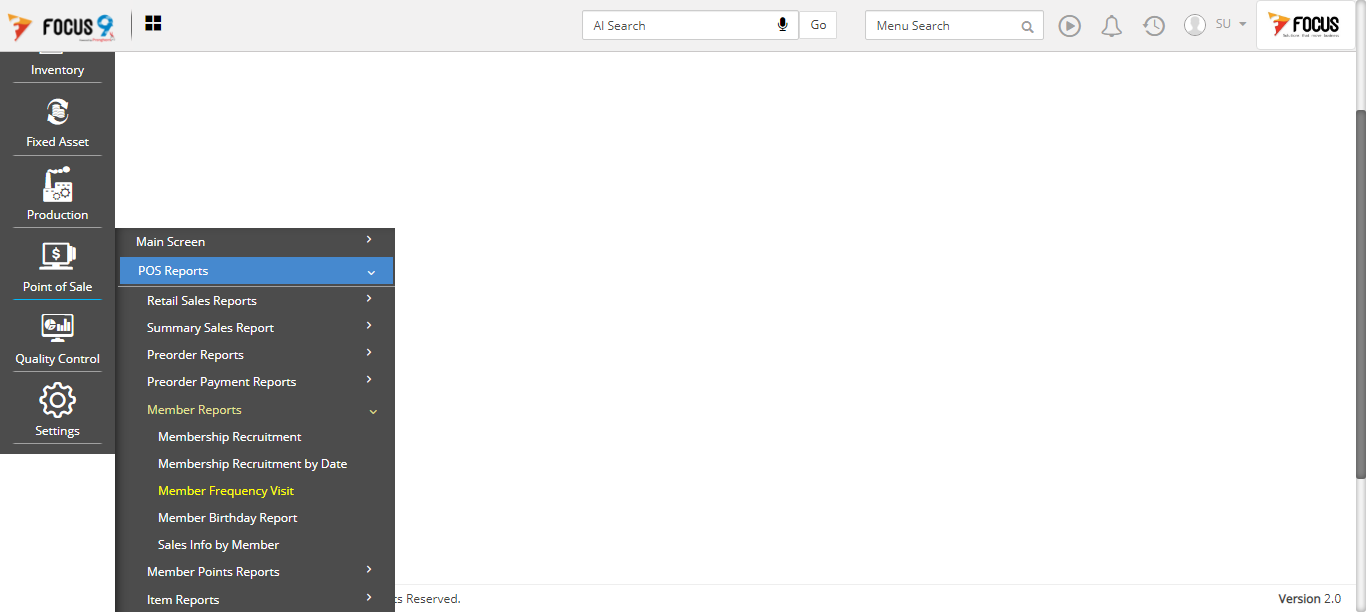 FOCUS 9
AI Search
Go
Menu Search
SU
FOCUS
Inventory
Fixed Asset
Production
Point of Sale
Quality Control
Settings
Main Screen
POS Reports
Retail Sales Reports
Summary Sales Report
Preorder Reports
Preorder Payment Reports
Member Reports
Membership Recruitment
Membership Recruitment by Date
Member Frequency Visit
Member Birthday Report
Sales Info by Member
Member Points Reports
Item Reports
ts Reserved.
Version 2.0